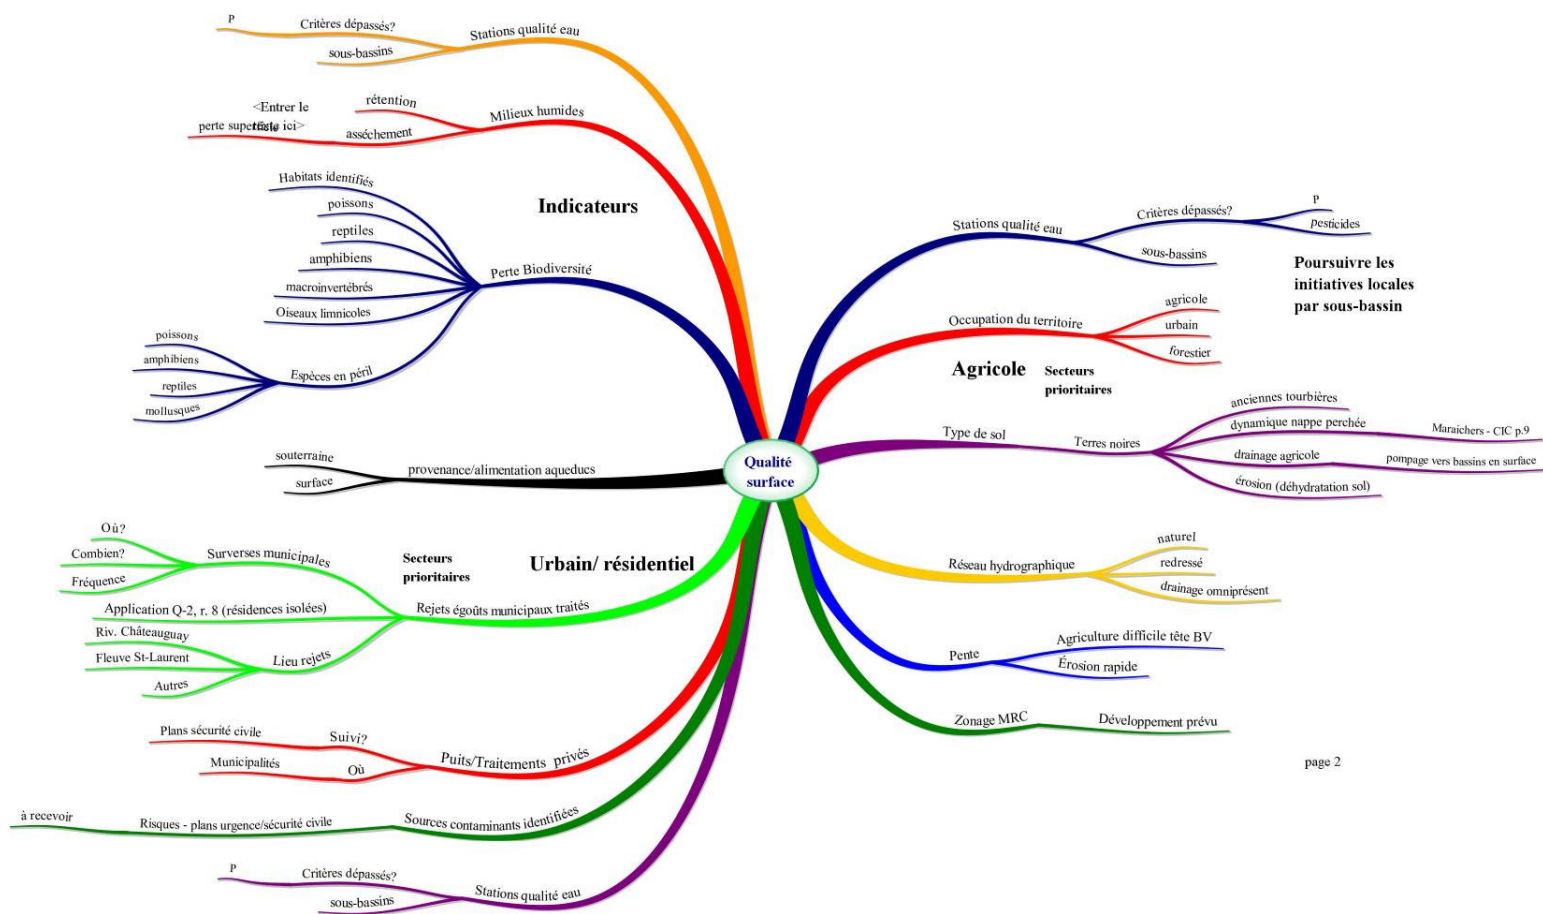 P
Critères dépassés?
Stations qualité eau
sous-bassins
<Entrer le
texte ici>
rétention
Milieux humides
perte superficie
asséchement
Indicateurs
Habitats identifiés
poissons
reptiles
amphibiens
macroinvertébrés
Oiseaux limnicoles
Perte Biodiversité
Espèces en péril
poissons
amphibiens
reptiles
mollusques
souterraine
surface
provenance/alimentation aqueducs
Qualité
surface
Où?
Combien?
Fréquence
Surverses municipales
Secteurs
prioritaires
Urbain/ résidentiel
Application Q-2, r. 8 (résidences isolées)
Rejets égoûts municipaux traités
Riv. Châteauguay
Fleuve St-Laurent
Autres
Lieu rejets
Plans sécurité civile
Suivi?
Municipalités
Où
Puits/Traitements privés
à recevoir
Risques - plans urgence/sécurité civile
Sources contaminants identifiées
P
Critères dépassés?
sous-bassins
Stations qualité eau
Stations qualité eau
Critères dépassés?
P
pesticides
sous-bassins
Poursuivre les
initiatives locales
par sous-bassin
Occupation du territoire
agricole
urbain
forestier
Agricole
Secteurs
prioritaires
Type de sol
Terres noires
anciennes tourbières
dynamique nappe perchée
Maraichers - CIC p.9
drainage agricole
pompage vers bassins en surface
érosion (déhydratation sol)
Réseau hydrographique
naturel
redressé
drainage omniprésent
Pente
Agriculture difficile tête BV
Érosion rapide
Zonage MRC
Développement prévu
page 2